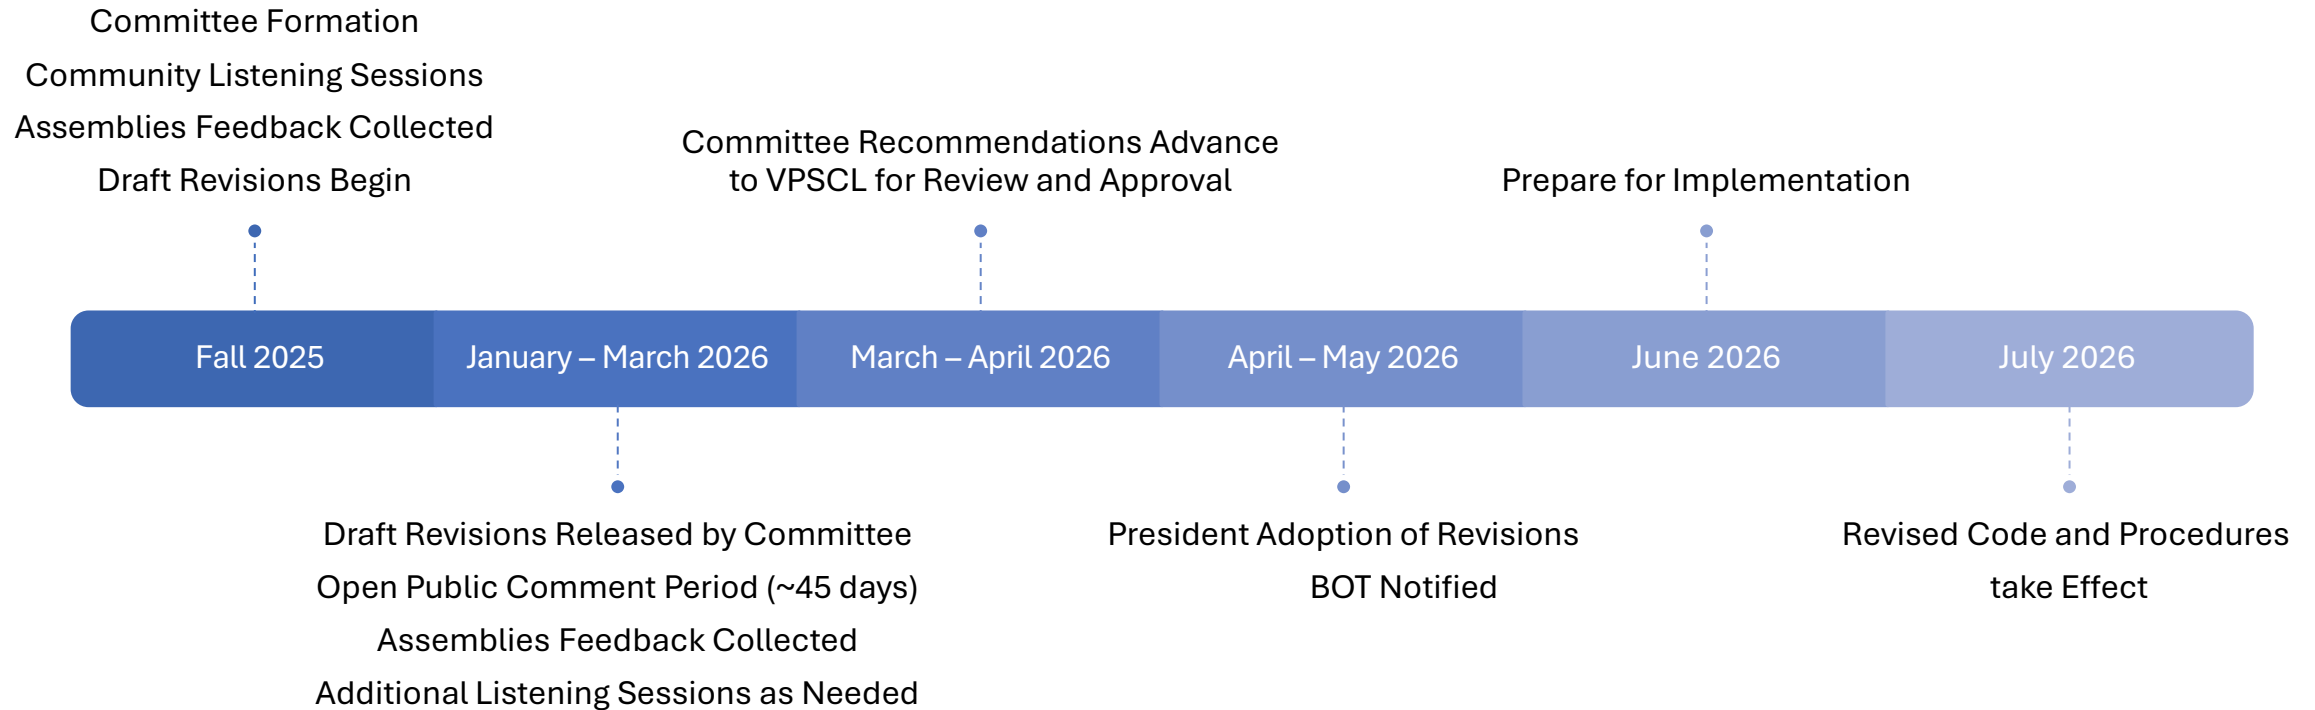 Committee Formation
Community Listening Sessions
Assemblies Feedback Collected
Draft Revisions Begin
Committee Recommendations Advance
to VPSCL for Review and Approval
Prepare for Implementation
Fall 2025
January – March 2026
March – April 2026
April – May 2026
June 2026
July 2026
Draft Revisions Released by Committee
Open Public Comment Period (~45 days)
Assemblies Feedback Collected
Additional Listening Sessions as Needed
President Adoption of Revisions
BOT Notified
Revised Code and Procedures
take Effect